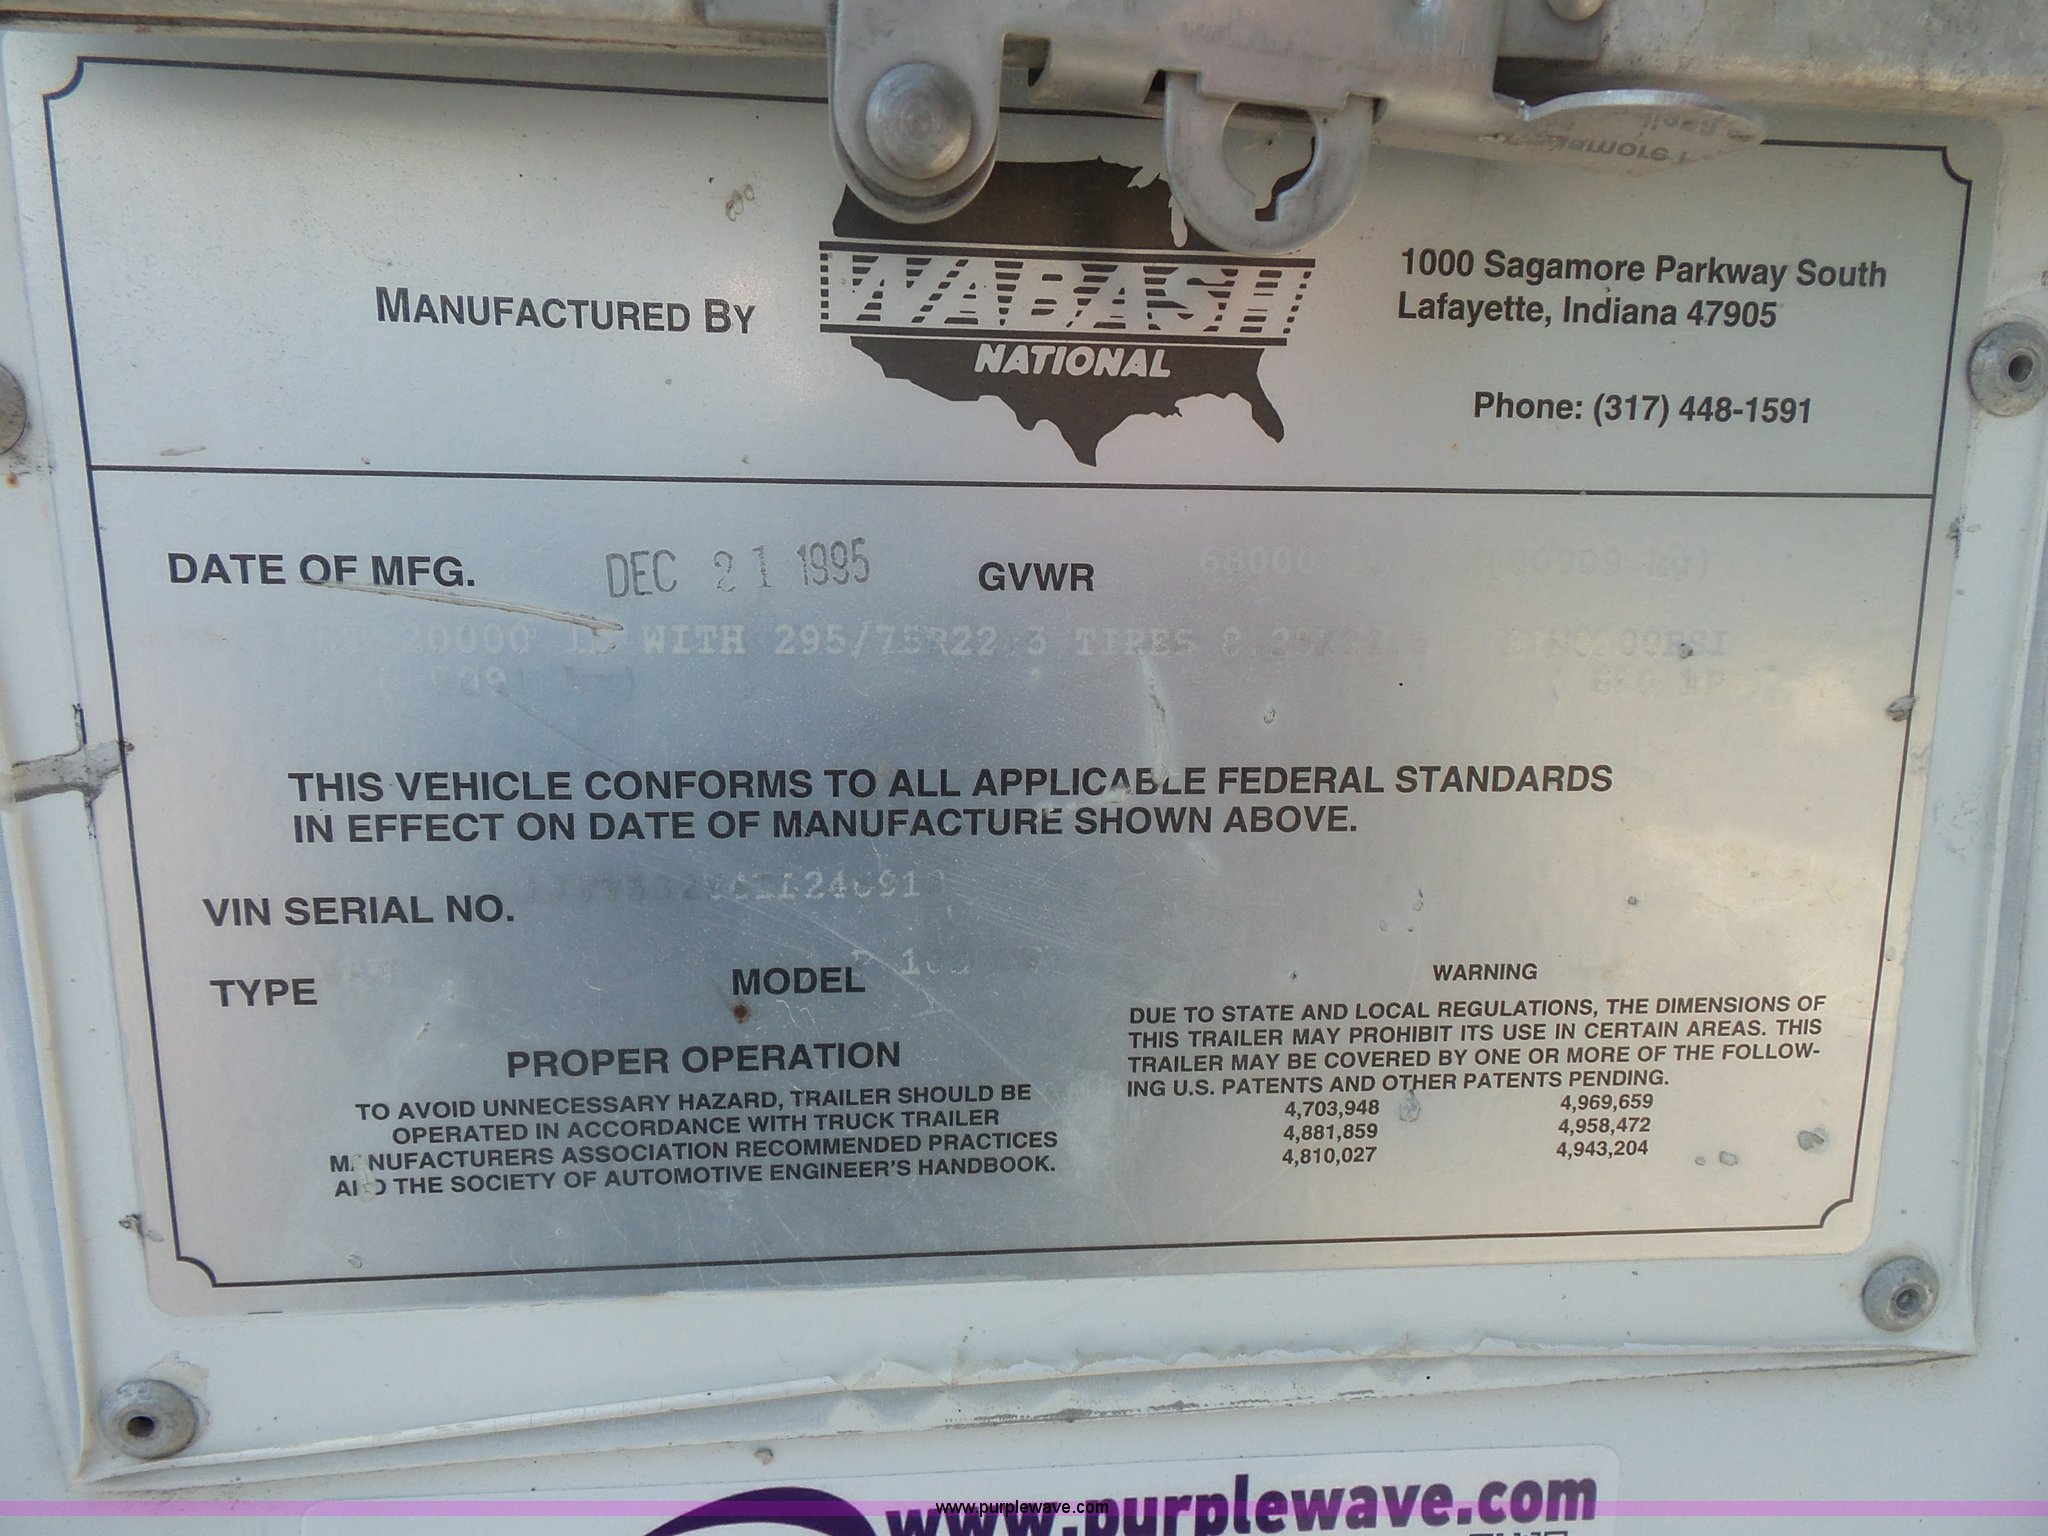 MANUFACTURED BY
WABASH
NATIONAL
1000 Sagamore Parkway South
Lafayette, Indiana 47905
Phone: (317) 448-1591
DATE OF MFG. DEC 21 1995 GVWR 68000
20000 WITH 295/75R22 TIRES
THIS VEHICLE CONFORMS TO ALL APPLICABLE FEDERAL STANDARDS
IN EFFECT ON DATE OF MANUFACTURE SHOWN ABOVE.
VIN SERIAL NO.
TYPE MODEL
PROPER OPERATION
TO AVOID UNNECESSARY HAZARD, TRAILER SHOULD BE
OPERATED IN ACCORDANCE WITH TRUCK TRAILER
MANUFACTURERS ASSOCIATION RECOMMENDED PRACTICES
AND THE SOCIETY OF AUTOMOTIVE ENGINEER'S HANDBOOK.
WARNING
DUE TO STATE AND LOCAL REGULATIONS, THE DIMENSIONS OF
THIS TRAILER MAY PROHIBIT ITS USE IN CERTAIN AREAS. THIS
TRAILER MAY BE COVERED BY ONE OR MORE OF THE FOLLOW-
ING U.S. PATENTS AND OTHER PATENTS PENDING.
4,703,948 4,969,659
4,881,859 4,958,472
4,810,027 4,943,204
www.purplewave.com
www.purplewave.com